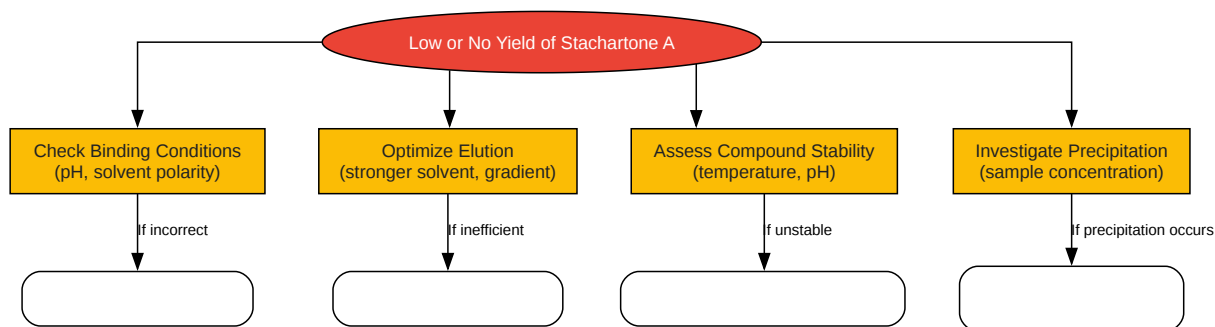 Low or No Yield of Stachartone A
Check Binding Conditions
(pH, solvent polarity)
Optimize Elution
(stronger solvent, gradient)
Assess Compound Stability
(temperature, pH)
Investigate Precipitation
(sample concentration)
If incorrect
If inefficient
If unstable
If precipitation occurs